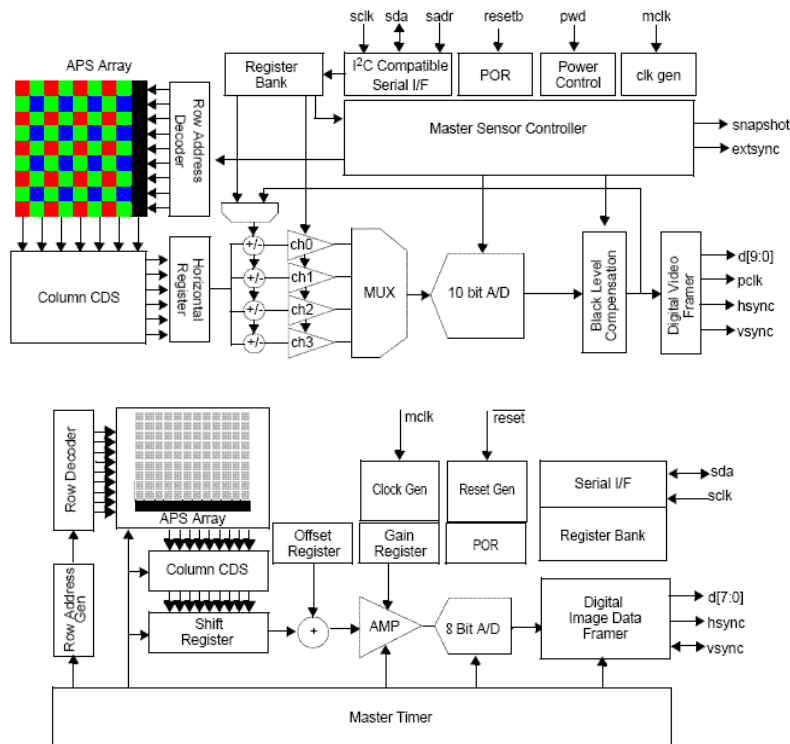 sclk sda sadr resetb pwd mclk
APS Array
Register
Bank
I²C Compatible
Serial I/F
POR
Power
Control
clk gen
Row Address
Decoder
Master Sensor Controller
snapshot
extsync
Column CDS
Horizontal
Register
+/-
+/-
+/-
+/-
ch0
ch1
ch2
ch3
MUX
10 bit A/D
Black Level
Compensation
Digital Video
Framer
d[9:0]
pclk
hsync
vsync
Row Decoder
APS Array
mclk
reset
Clock Gen
Reset Gen
Serial I/F
sda
sclk
Offset
Register
Gain
Register
POR
Register Bank
Row Address
Gen
Column CDS
Shift
Register
+
AMP
8 Bit A/D
Digital
Image Data
Framer
d[7:0]
hsync
vsync
Master Timer